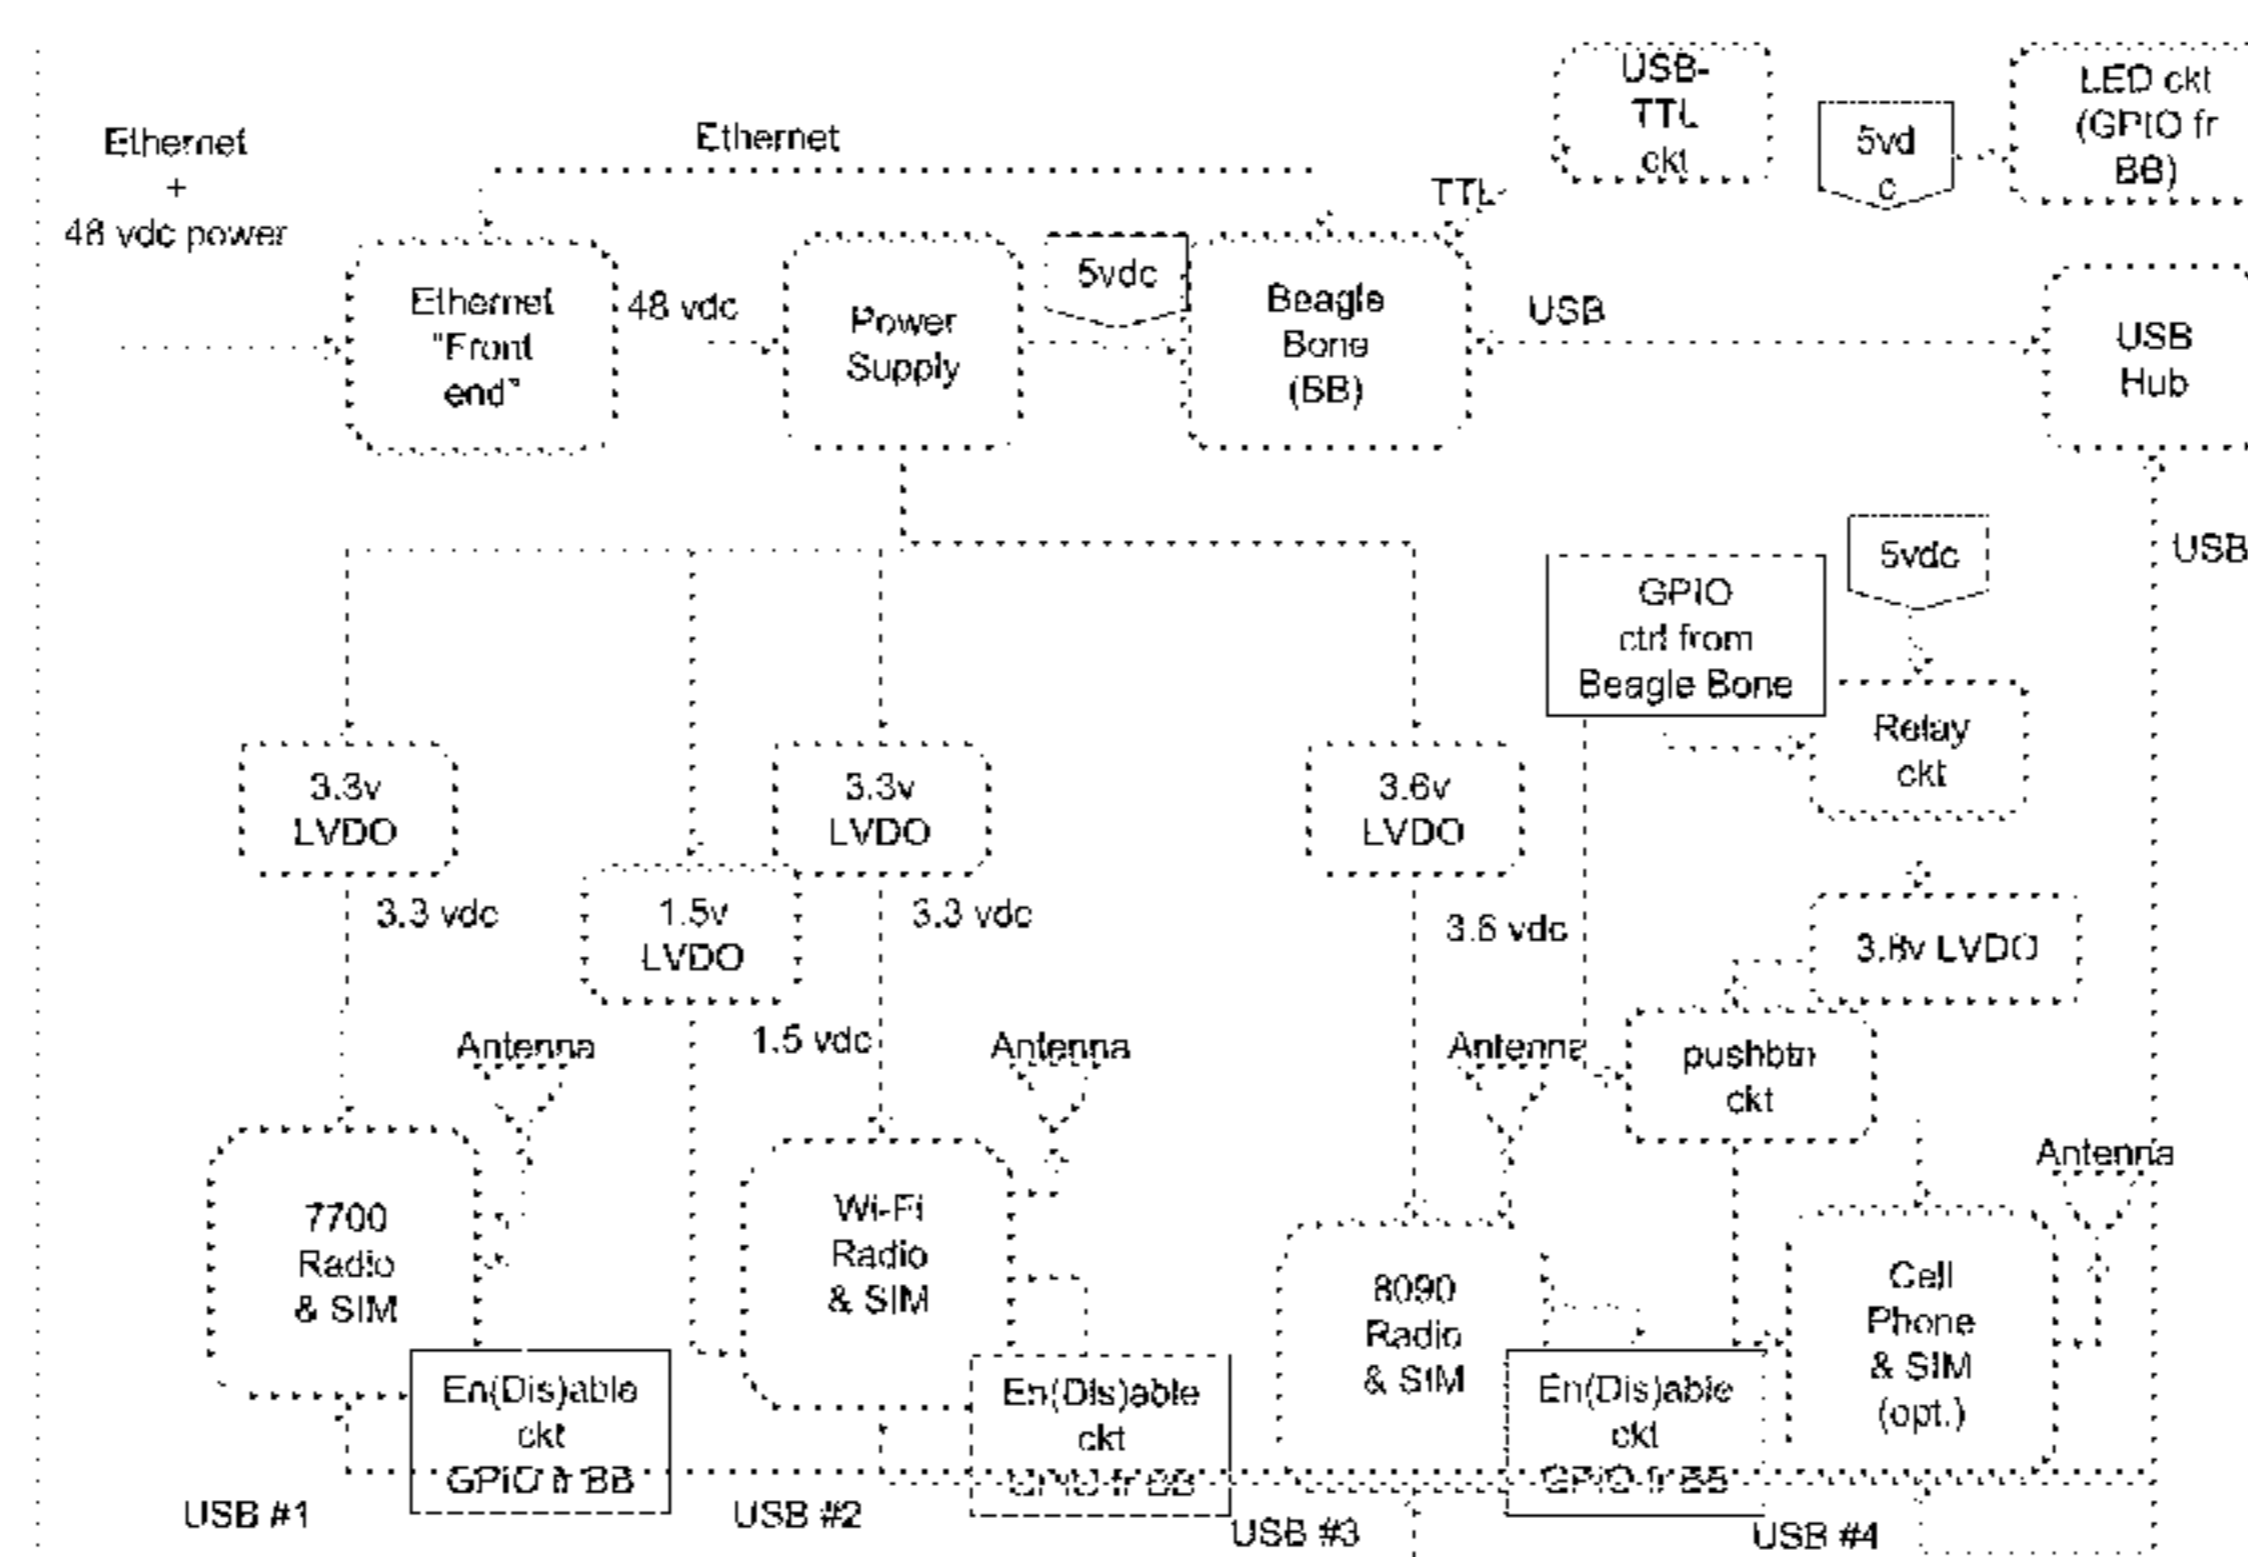 USB-
TTL
ckt
LED ckt
(GPIO fr
BB)
5vd
c
Ethernet
+
48 vdc power
Ethernet
TTL
Ethernet
"Front
end"
48 vdc
Power
Supply
5vdc
Beagle
Bone
(BB)
USB
USB
Hub
USB
GPIO
ctrl from
Beagle Bone
5vdc
Relay
ckt
3.3v
LVDO
3.3v
LVDO
3.6v
LVDO
3.3 vdc
1.5v
LVDO
3.3 vdc
3.6 vdc
3.8v LVDO
1.5 vdc
Antenna
Antenna
Antenna
pushbtn
ckt
Antenna
7700
Radio
& SIM
Wi-Fi
Radio
& SIM
8090
Radio
& SIM
Cell
Phone
& SIM
(opt.)
En(Dis)able
ckt
GPIO fr BB
En(Dis)able
ckt
GPIO fr BB
En(Dis)able
ckt
GPIO fr BB
USB #1
USB #2
USB #3
USB #4